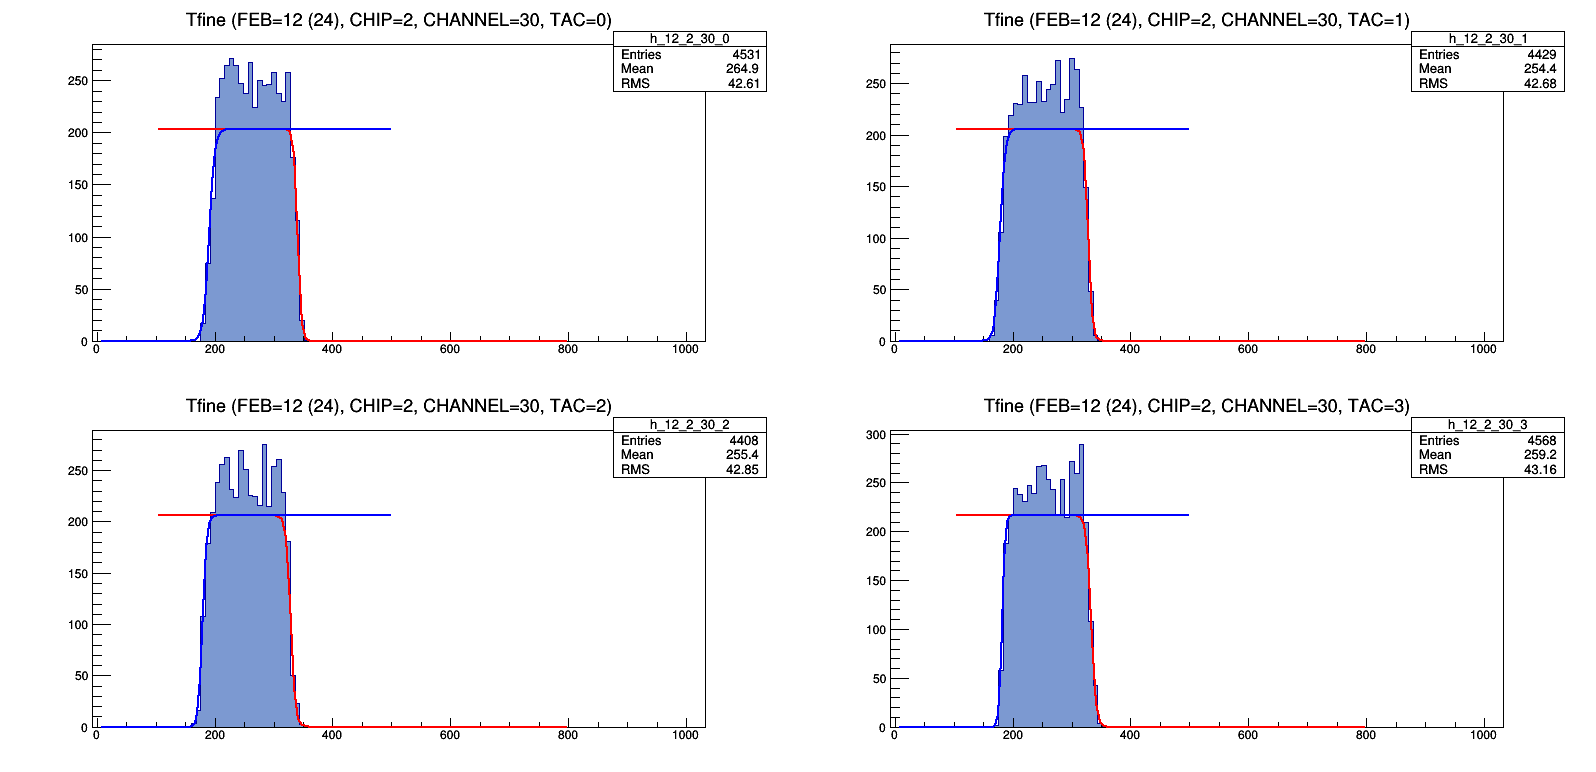 Tfine (FEB=12 (24), CHIP=2, CHANNEL=30, TAC=0)
h_12_2_30_0
Entries 4531
Mean 264.9
RMS 42.61
250
200
150
100
50
0
0 200 400 600 800 1000
Tfine (FEB=12 (24), CHIP=2, CHANNEL=30, TAC=1)
h_12_2_30_1
Entries 4429
Mean 254.4
RMS 42.68
250
200
150
100
50
0
0 200 400 600 800 1000
Tfine (FEB=12 (24), CHIP=2, CHANNEL=30, TAC=2)
h_12_2_30_2
Entries 4408
Mean 255.4
RMS 42.85
250
200
150
100
50
0
0 200 400 600 800 1000
Tfine (FEB=12 (24), CHIP=2, CHANNEL=30, TAC=3)
h_12_2_30_3
Entries 4568
Mean 259.2
RMS 43.16
300
250
200
150
100
50
0
0 200 400 600 800 1000